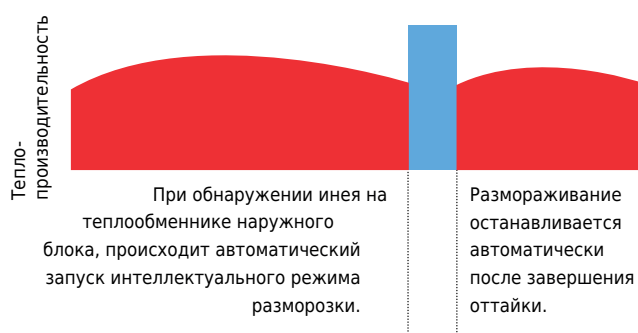 Тепло-
производительность
При обнаружении инея на
теплообменнике наружного
блока, происходит автоматический
запуск интеллектуального режима
разморозки.
Размораживание
останавливается
автоматически
после завершения
оттайки.